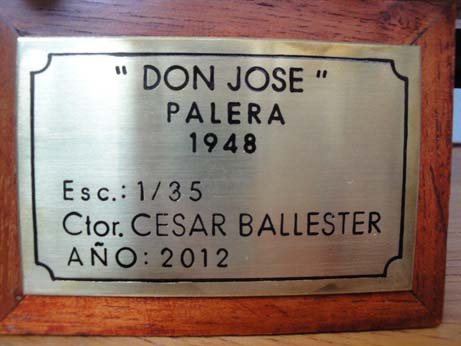 " DON JOSE "
PALERA
1948
Esc.: 1/35
Ctor. CESAR BALLESTER
AÑO: 2012